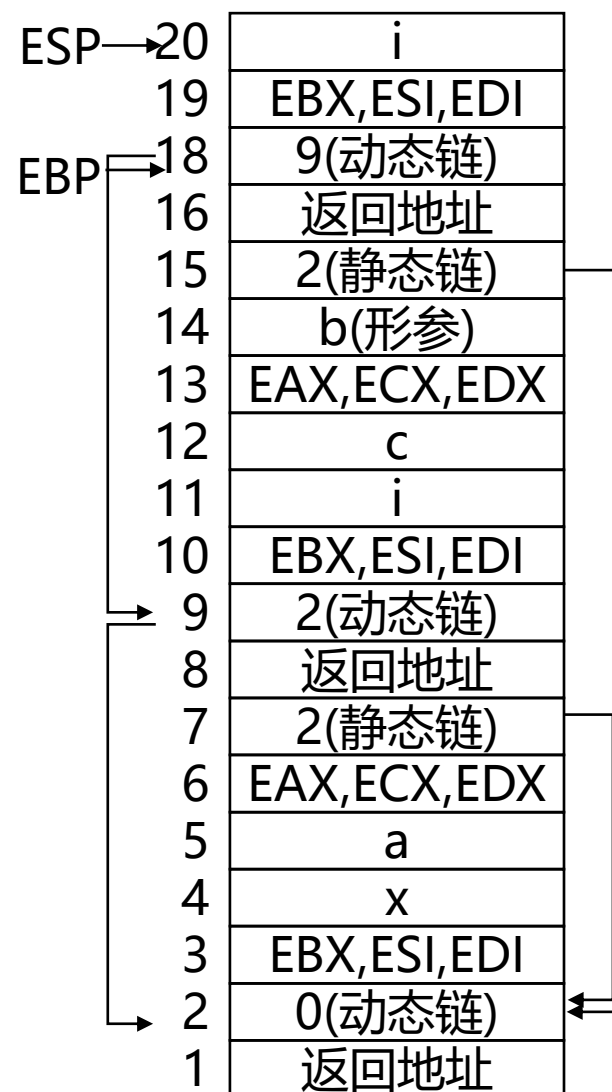 ESP 20 i
19 EBX,ESI,EDI
18 9(动态链)
EBP
16 返回地址
15 2(静态链)
14 b(形参)
13 EAX,ECX,EDX
12 c
11 i
10 EBX,ESI,EDI
9 2(动态链)
8 返回地址
7 2(静态链)
6 EAX,ECX,EDX
5 a
4 x
3 EBX,ESI,EDI
2 0(动态链)
1 返回地址